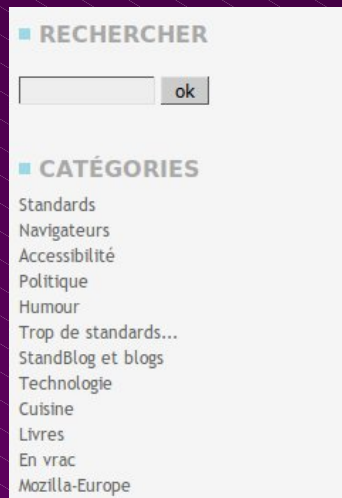 RECHERCHER
ok
CATÉGORIES
Standards
Navigateurs
Accessibilité
Politique
Humour
Trop de standards...
StandBlog et blogs
Technologie
Cuisine
Livres
En vrac
Mozilla-Europe